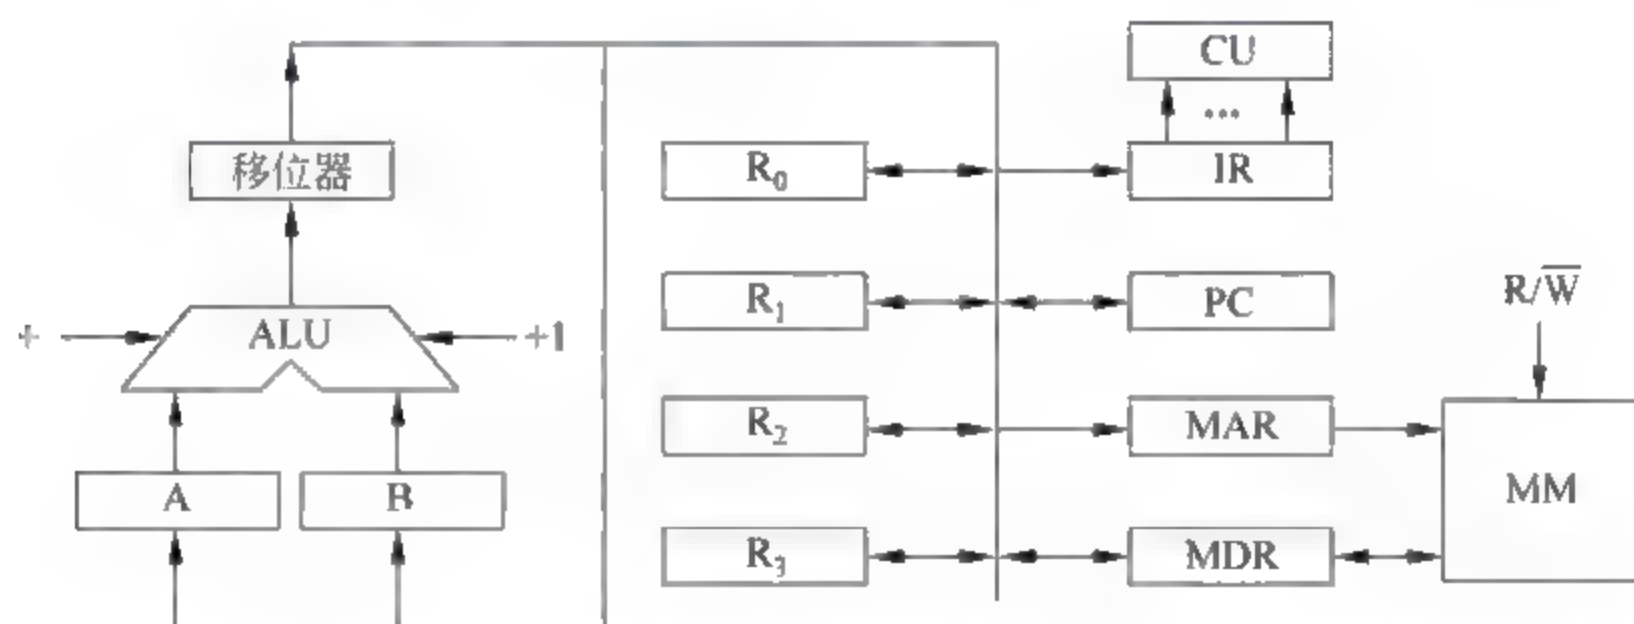 CU
...
移位器
R₀
IR
R₁
PC
R/W̅
+
ALU
+1
R₂
MAR
MM
A
B
R₃
MDR